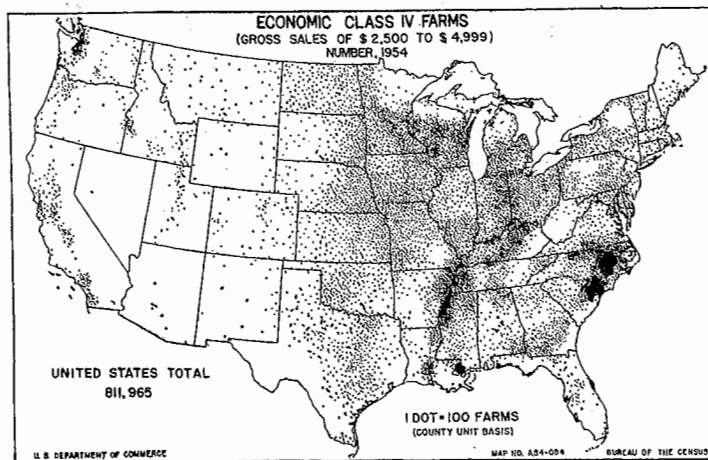 ECONOMIC CLASS IV FARMS
(GROSS SALES OF $2,500 TO $4,999)
NUMBER, 1954
UNITED STATES TOTAL
811,965
1 DOT=100 FARMS
(COUNTY UNIT BASIS)
U. S. DEPARTMENT OF COMMERCE
MAP NO. A54-094
BUREAU OF THE CENSUS